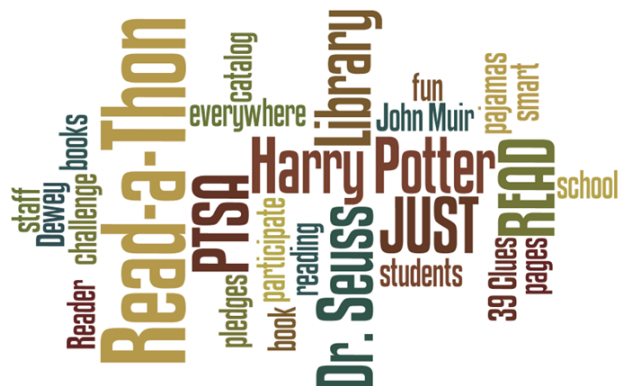 Read-a-Thon
catalog
everywhere
Library
fun
John Muir
pajamas
smart
books
staff
Dewey
challenge
Reader
PTSA
Harry Potter
READ
school
JUST
participate
reading
Dr. Seuss
students
pledges
book
39 Clues
pages